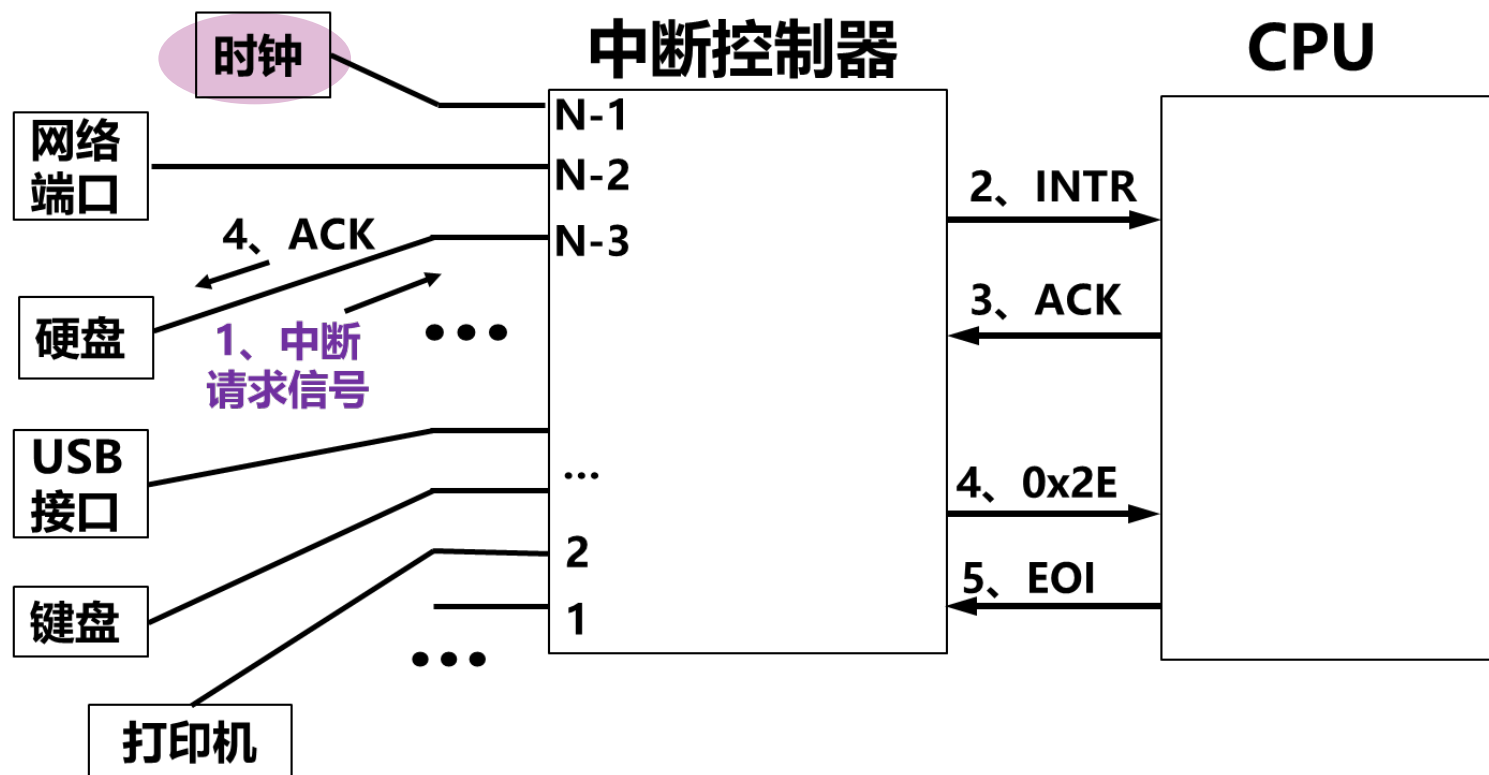 时钟
中断控制器
CPU
网络
端口
N-1
N-2
N-3
2、INTR
4、ACK
3、ACK
硬盘
1、中断
请求信号
•••
USB
接口
...
4、0x2E
2
5、EOI
键盘
1
•••
打印机